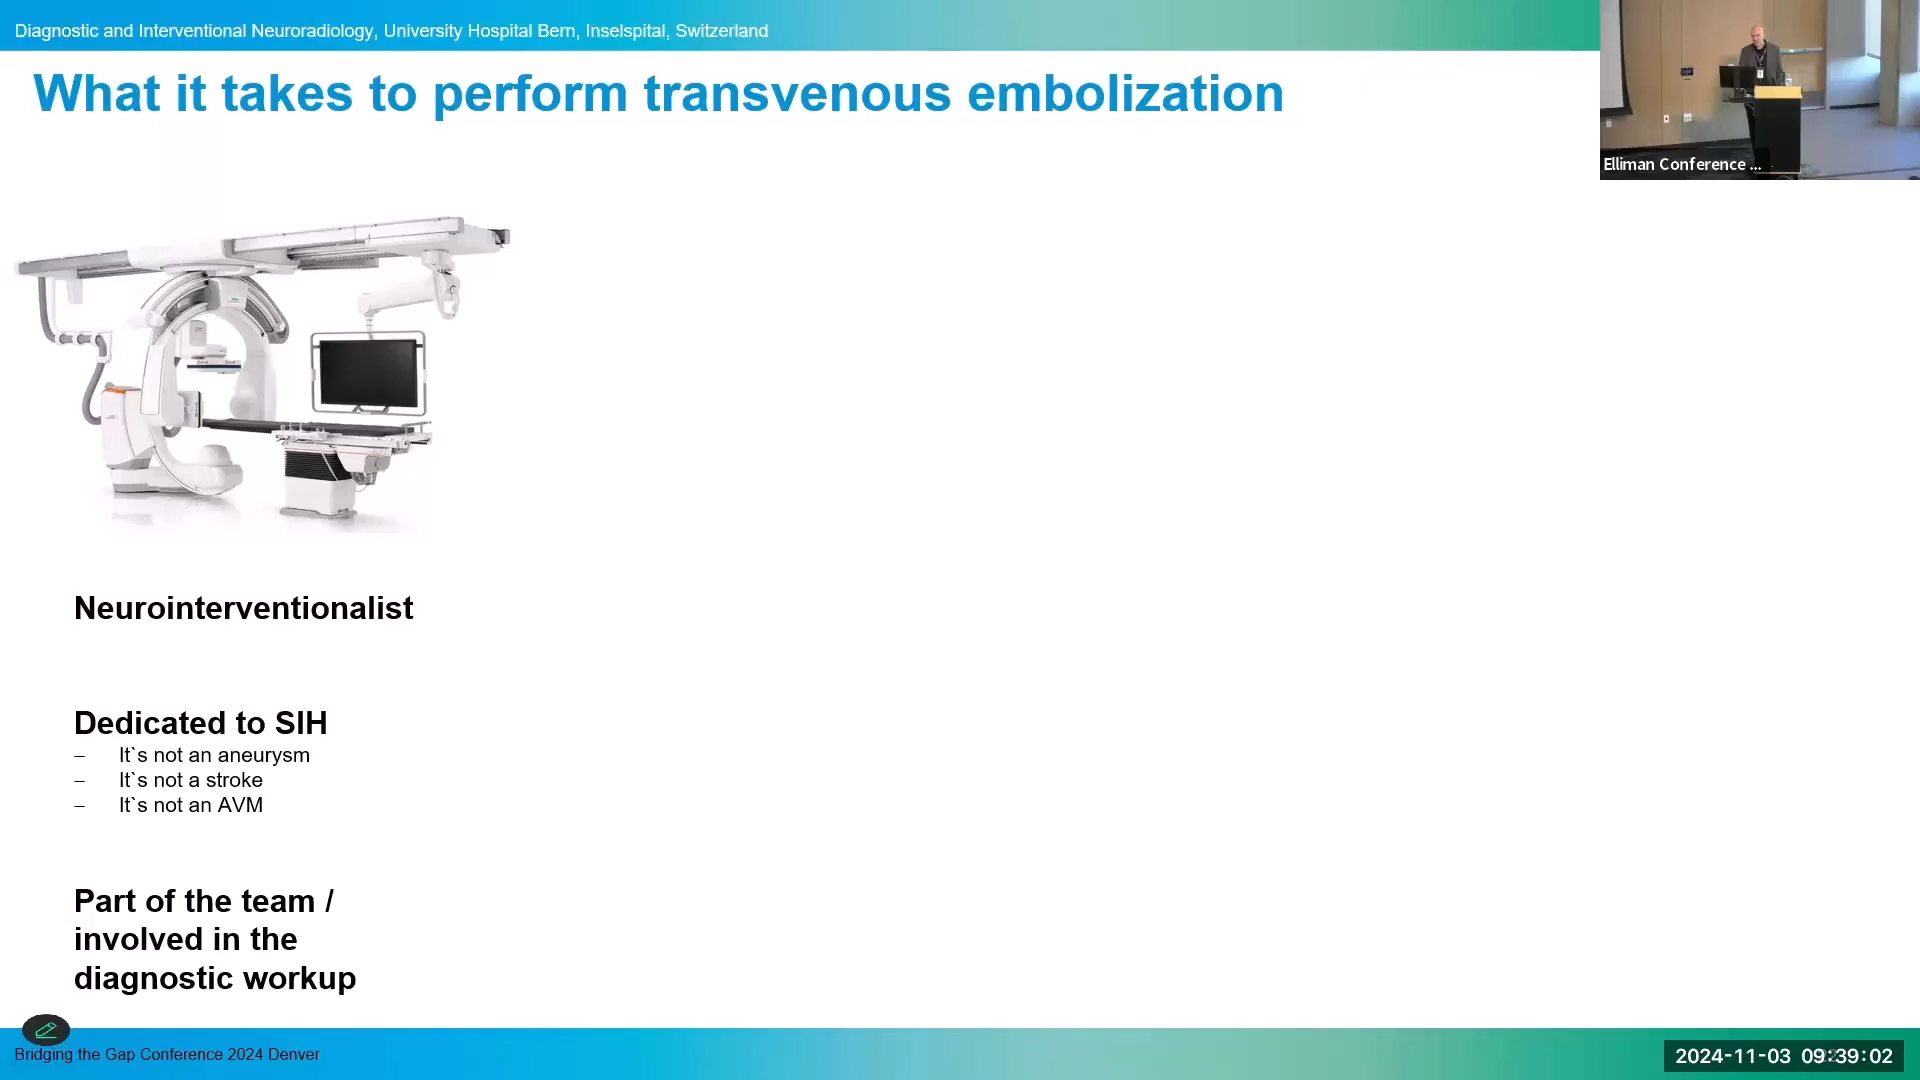 Diagnostic and Interventional Neuroradiology, University Hospital Bern, Inselspital, Switzerland
What it takes to perform transvenous embolization
Elliman Conference ...
Neurointerventionalist
Dedicated to SIH
– It`s not an aneurysm
– It`s not a stroke
– It`s not an AVM
Part of the team /
involved in the
diagnostic workup
Bridging the Gap Conference 2024 Denver
2024-11-03 09:39:02